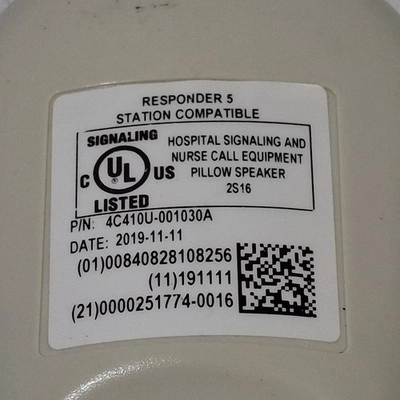 RESPONDER 5
STATION COMPATIBLE
SIGNALING
C UL US
LISTED
HOSPITAL SIGNALING AND
NURSE CALL EQUIPMENT
PILLOW SPEAKER
2S16
P/N: 4C410U-001030A
DATE: 2019-11-11
(01)00840828108256
(11)191111
(21)0000251774-0016